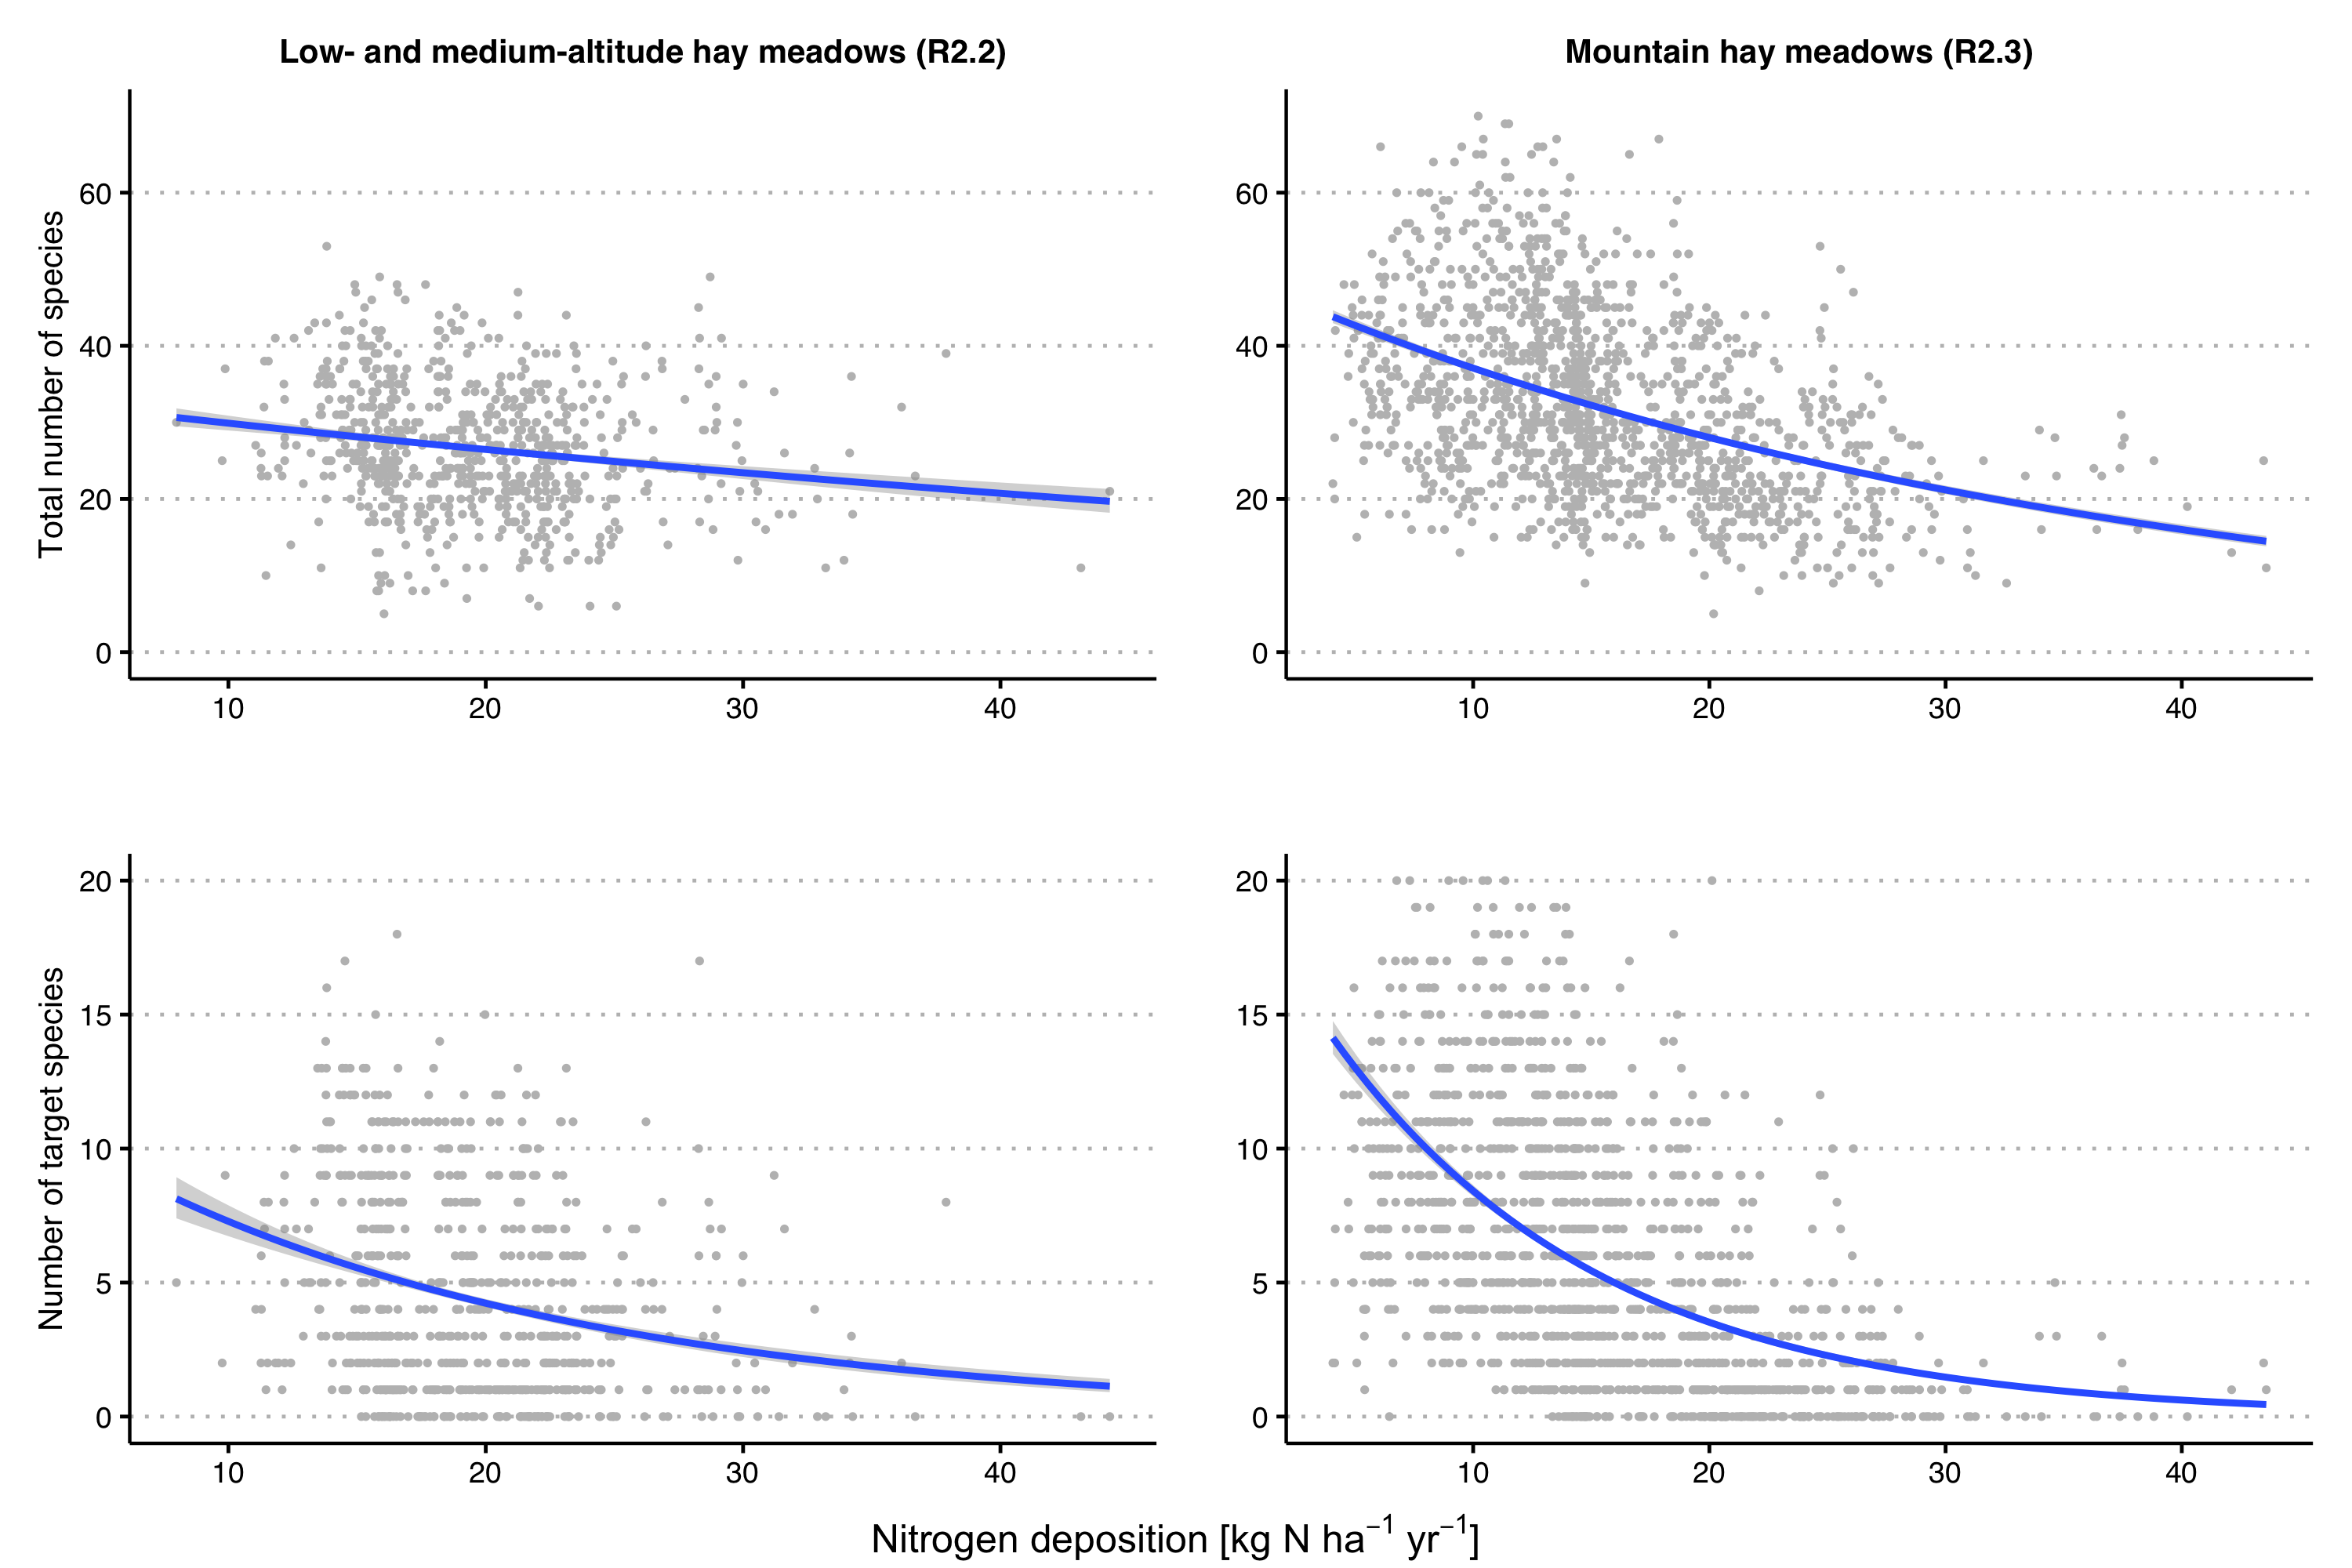 Low- and medium-altitude hay meadows (R2.2)
Mountain hay meadows (R2.3)
Total number of species
60
40
20
0
10 20 30 40
60
40
20
0
10 20 30 40
Number of target species
20
15
10
5
0
10 20 30 40
20
15
10
5
0
10 20 30 40
Nitrogen deposition [kg N ha⁻¹ yr⁻¹]